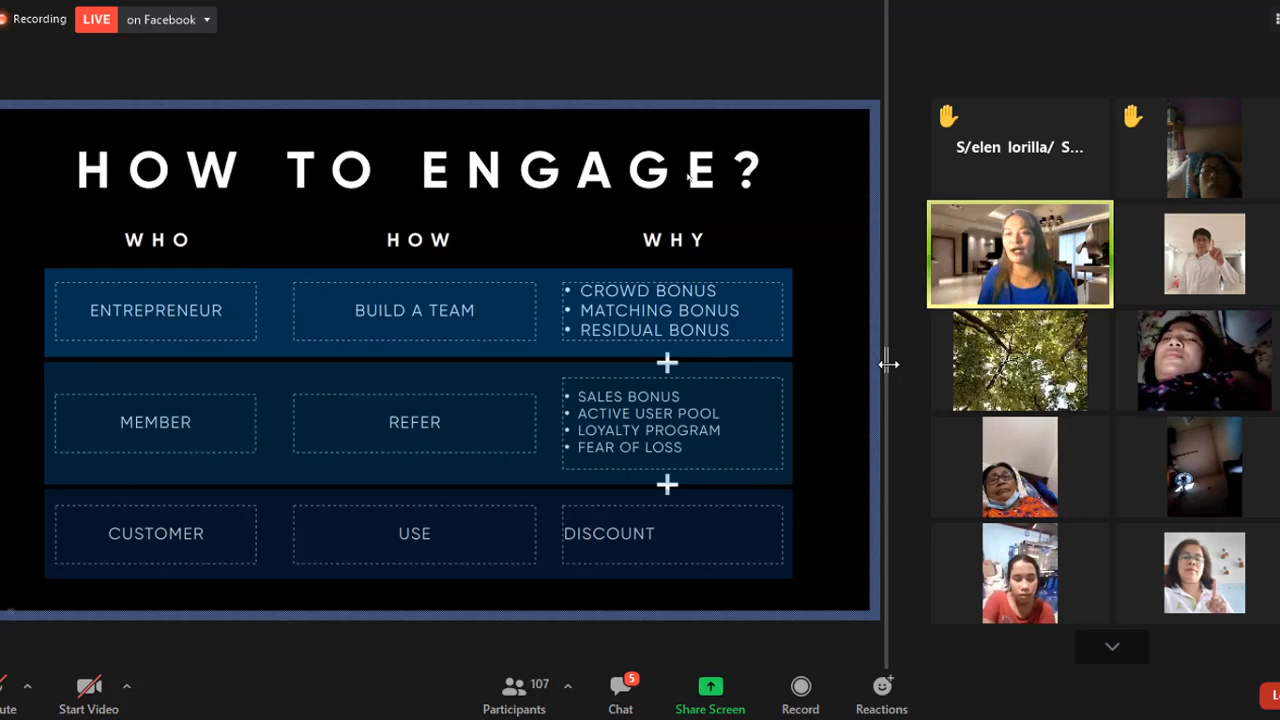 Recording
LIVE on Facebook
HOW TO ENGAGE?
WHO HOW WHY
ENTREPRENEUR
BUILD A TEAM
• CROWD BONUS
• MATCHING BONUS
• RESIDUAL BONUS
+
MEMBER
REFER
• SALES BONUS
• ACTIVE USER POOL
• LOYALTY PROGRAM
• FEAR OF LOSS
+
CUSTOMER
USE
DISCOUNT
S/elen lorilla/ S...
ute
Start Video
107
Participants
5
Chat
Share Screen
Record
Reactions